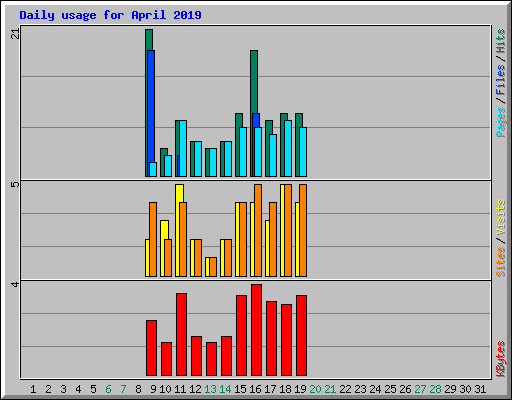 Daily usage for April 2019
21
5
4
Pages / Files / Hits
Sites / Visits
KBytes
1 2 3 4 5 6 7 8 9 10 11 12 13 14 15 16 17 18 19 20 21 22 23 24 25 26 27 28 29 30 31